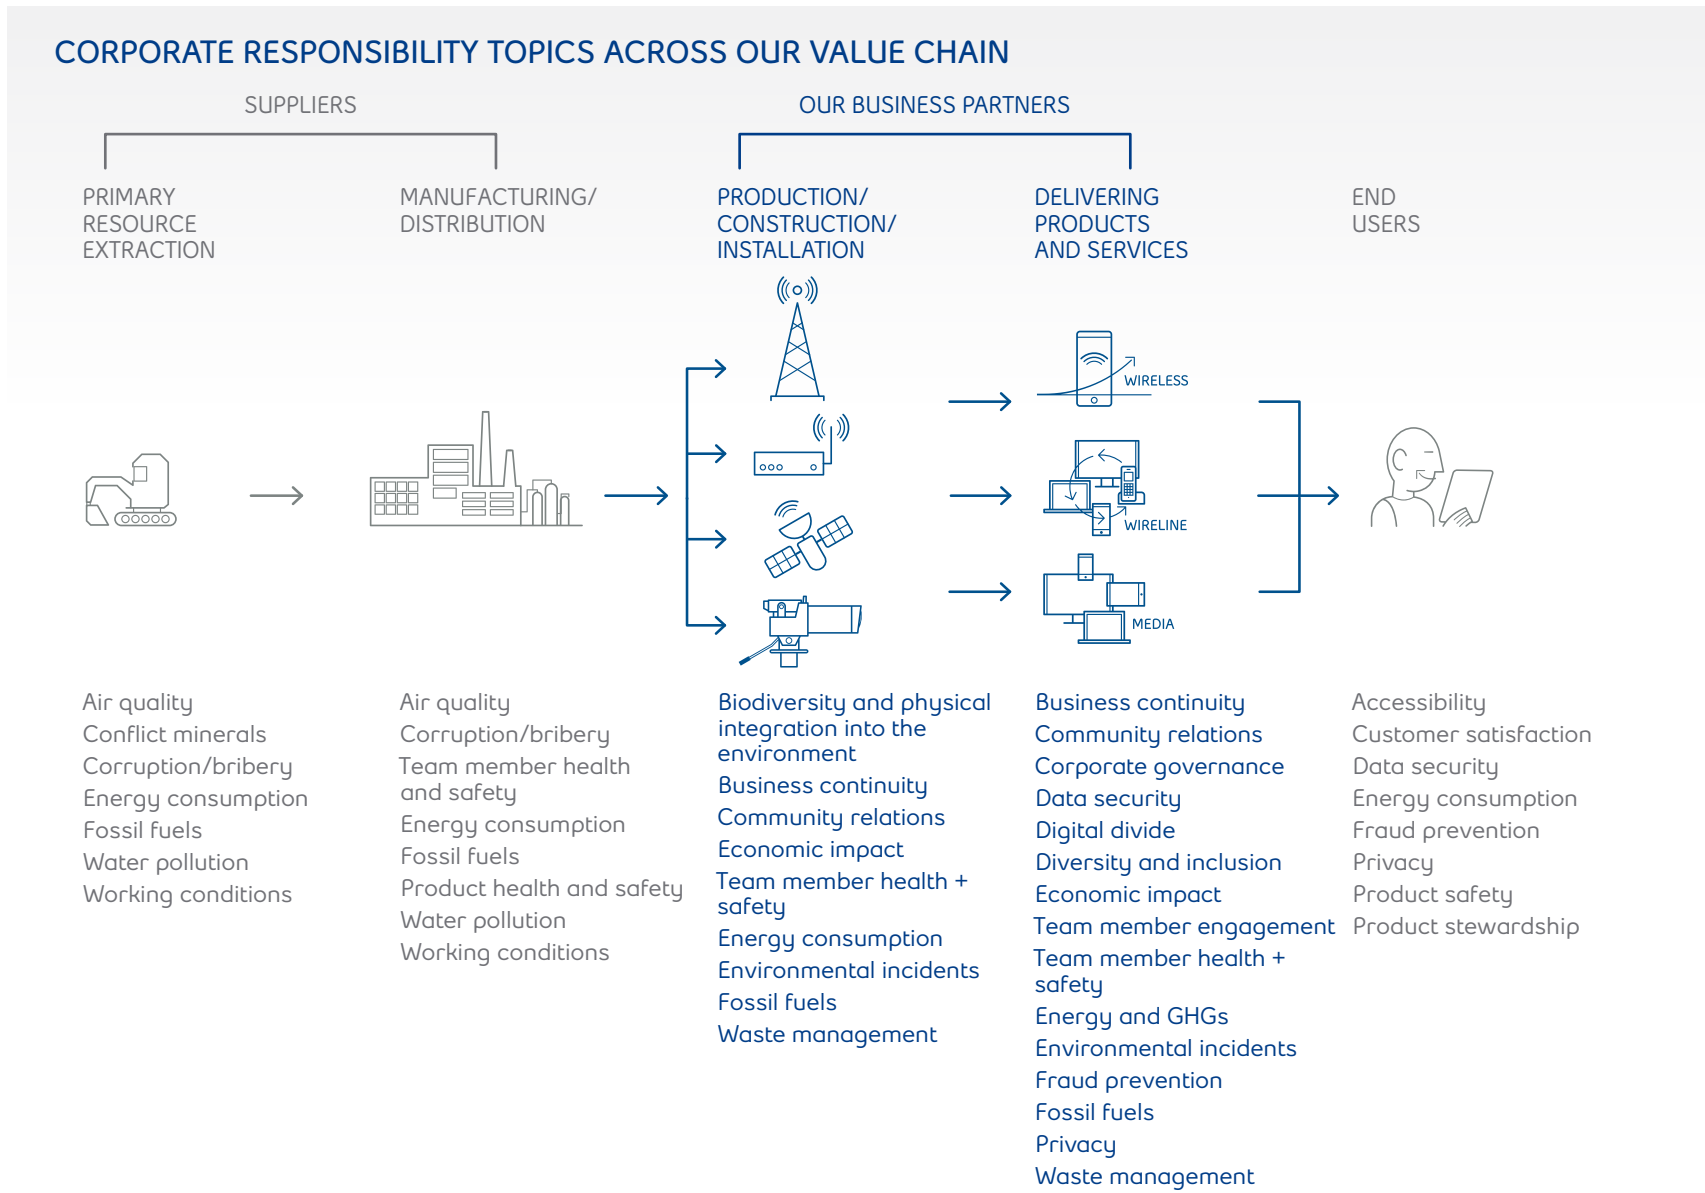 CORPORATE RESPONSIBILITY TOPICS ACROSS OUR VALUE CHAIN
SUPPLIERS
OUR BUSINESS PARTNERS
PRIMARY
RESOURCE
EXTRACTION
MANUFACTURING/
DISTRIBUTION
PRODUCTION/
CONSTRUCTION/
INSTALLATION
DELIVERING
PRODUCTS
AND SERVICES
END
USERS
WIRELESS
WIRELINE
MEDIA
Air quality
Conflict minerals
Corruption/bribery
Energy consumption
Fossil fuels
Water pollution
Working conditions
Air quality
Corruption/bribery
Team member health
and safety
Energy consumption
Fossil fuels
Product health and safety
Water pollution
Working conditions
Biodiversity and physical
integration into the
environment
Business continuity
Community relations
Economic impact
Team member health +
safety
Energy consumption
Environmental incidents
Fossil fuels
Waste management
Business continuity
Community relations
Corporate governance
Data security
Digital divide
Diversity and inclusion
Economic impact
Team member engagement
Team member health +
safety
Energy and GHGs
Environmental incidents
Fraud prevention
Fossil fuels
Privacy
Waste management
Accessibility
Customer satisfaction
Data security
Energy consumption
Fraud prevention
Privacy
Product safety
Product stewardship